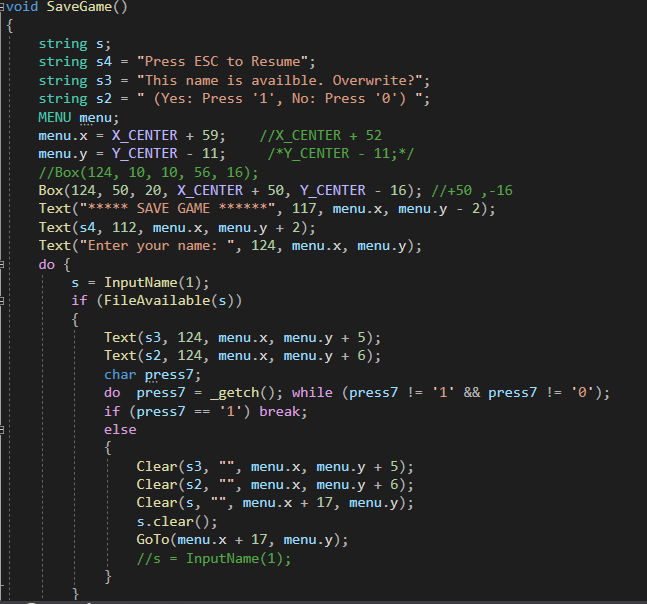 void SaveGame()
{
string s;
string s4 = "Press ESC to Resume";
string s3 = "This name is availble. Overwrite?";
string s2 = " (Yes: Press '1', No: Press '0') ";
MENU menu;
menu.x = X_CENTER + 59; //X_CENTER + 52
menu.y = Y_CENTER - 11; /*Y_CENTER - 11;*/
//Box(124, 10, 10, 56, 16);
Box(124, 50, 20, X_CENTER + 50, Y_CENTER - 16); //+50 ,-16
Text("***** SAVE GAME ******", 117, menu.x, menu.y - 2);
Text(s4, 112, menu.x, menu.y + 2);
Text("Enter your name: ", 124, menu.x, menu.y);
do {
s = InputName(1);
if (FileAvailable(s))
{
Text(s3, 124, menu.x, menu.y + 5);
Text(s2, 124, menu.x, menu.y + 6);
char press7;
do press7 = _getch(); while (press7 != '1' && press7 != '0');
if (press7 == '1') break;
else
{
Clear(s3, "", menu.x, menu.y + 5);
Clear(s2, "", menu.x, menu.y + 6);
Clear(s, "", menu.x + 17, menu.y);
s.clear();
GoTo(menu.x + 17, menu.y);
//s = InputName(1);
}
}